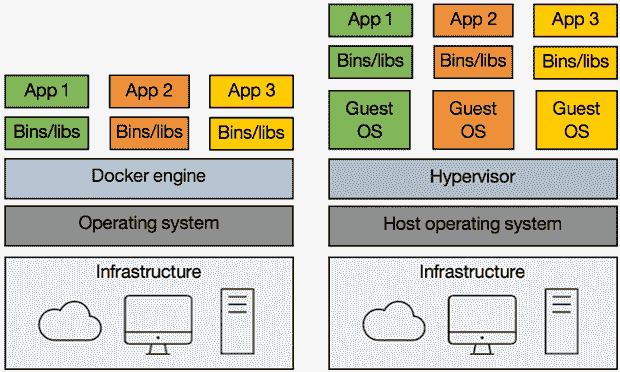 App 1
App 2
App 3
Bins/libs
Bins/libs
Bins/libs
Docker engine
Operating system
Infrastructure
App 1
App 2
App 3
Bins/libs
Bins/libs
Bins/libs
Guest
OS
Guest
OS
Guest
OS
Hypervisor
Host operating system
Infrastructure